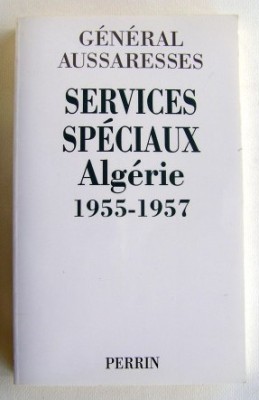 GÉNÉRAL
AUSSARESSES
SERVICES
SPÉCIAUX
Algérie
1955-1957
PERRIN